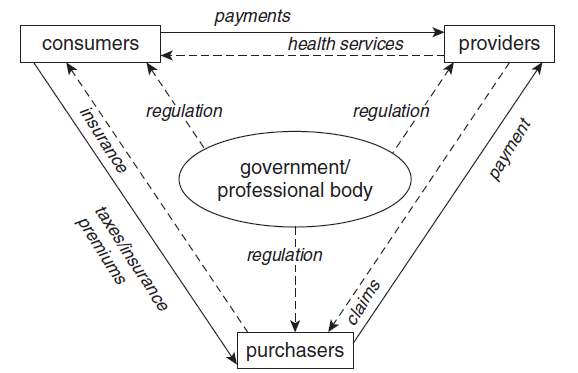 payments
consumers
health services
providers
regulation
regulation
insurance
government/
professional body
payment
taxes/insurance
premiums
regulation
claims
purchasers